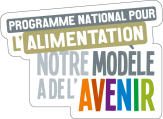 PROGRAMME NATIONAL POUR
L'ALIMENTATION
NOTRE MODÈLE
A DE L'AVENIR